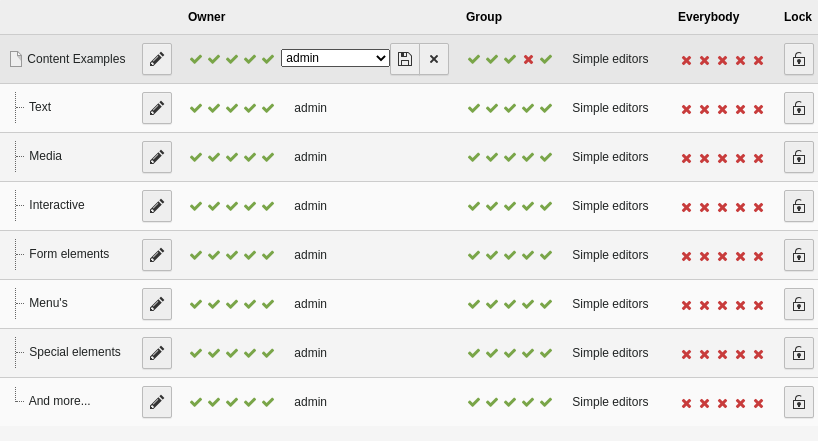 Owner Group Everybody Lock
Content Examples admin Simple editors
Text admin Simple editors
Media admin Simple editors
Interactive admin Simple editors
Form elements admin Simple editors
Menu's admin Simple editors
Special elements admin Simple editors
And more... admin Simple editors